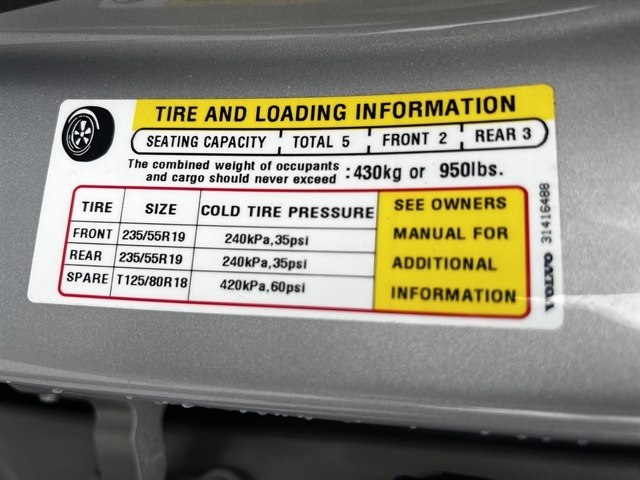 TIRE AND LOADING INFORMATION
SEATING CAPACITY TOTAL 5 FRONT 2 REAR 3
The combined weight of occupants
and cargo should never exceed : 430kg or 950lbs.
TIRE SIZE COLD TIRE PRESSURE
FRONT 235/55R19 240kPa,35psi
REAR 235/55R19 240kPa,35psi
SPARE T125/80R18 420kPa,60psi
SEE OWNERS
MANUAL FOR
ADDITIONAL
INFORMATION
VOLVO 31416488